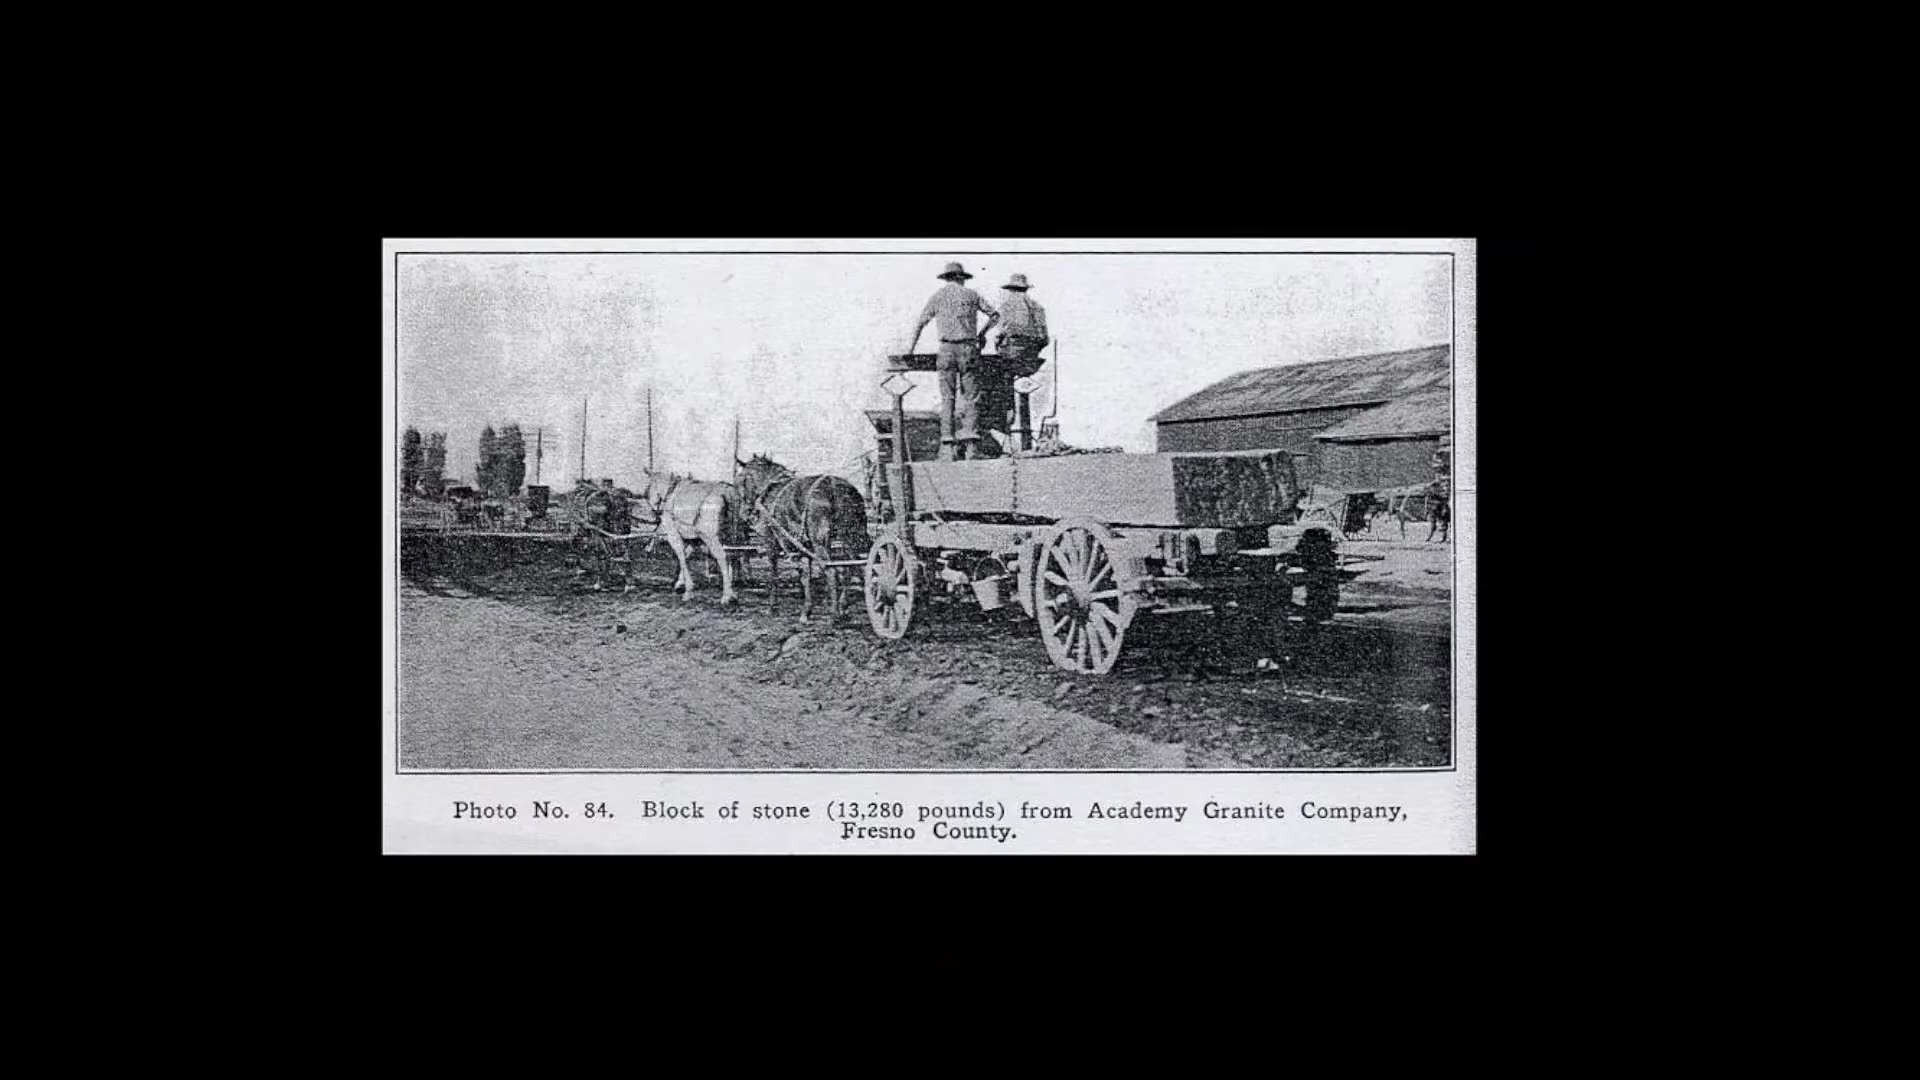 Photo No. 84. Block of stone (13,280 pounds) from Academy Granite Company,
Fresno County.